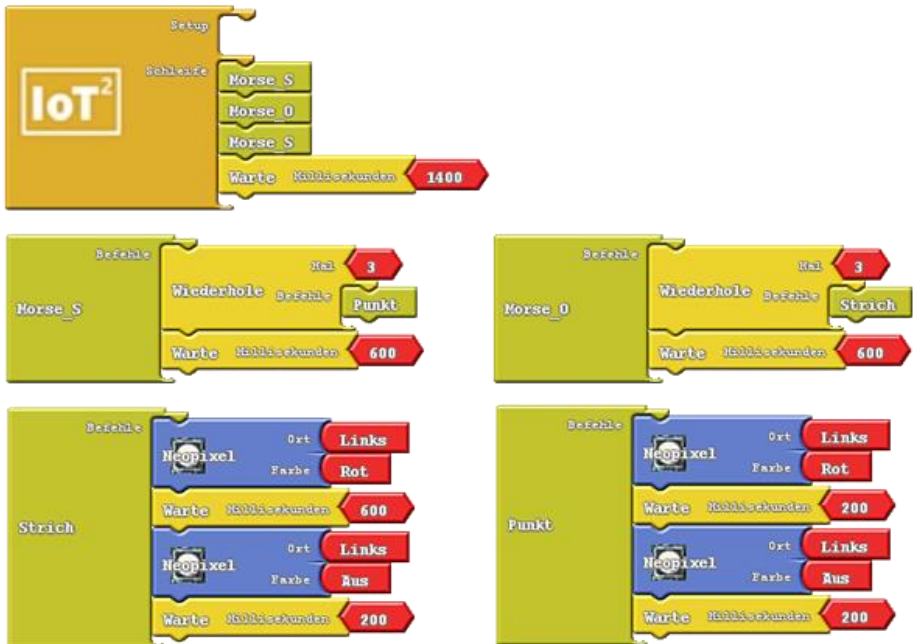 Setup
IoT²
Schleife
Morse_S
Morse_O
Morse_S
Warte Millisekunden 1400
Befehle
Mal 3
Morse_S
Wiederhole Befehle Punkt
Warte Millisekunden 600
Befehle
Mal 3
Morse_O
Wiederhole Befehle Strich
Warte Millisekunden 600
Befehle
Strich
Neopixel
Ort Links
Farbe Rot
Warte Millisekunden 600
Neopixel
Ort Links
Farbe Aus
Warte Millisekunden 200
Befehle
Punkt
Neopixel
Ort Links
Farbe Rot
Warte Millisekunden 200
Neopixel
Ort Links
Farbe Aus
Warte Millisekunden 200